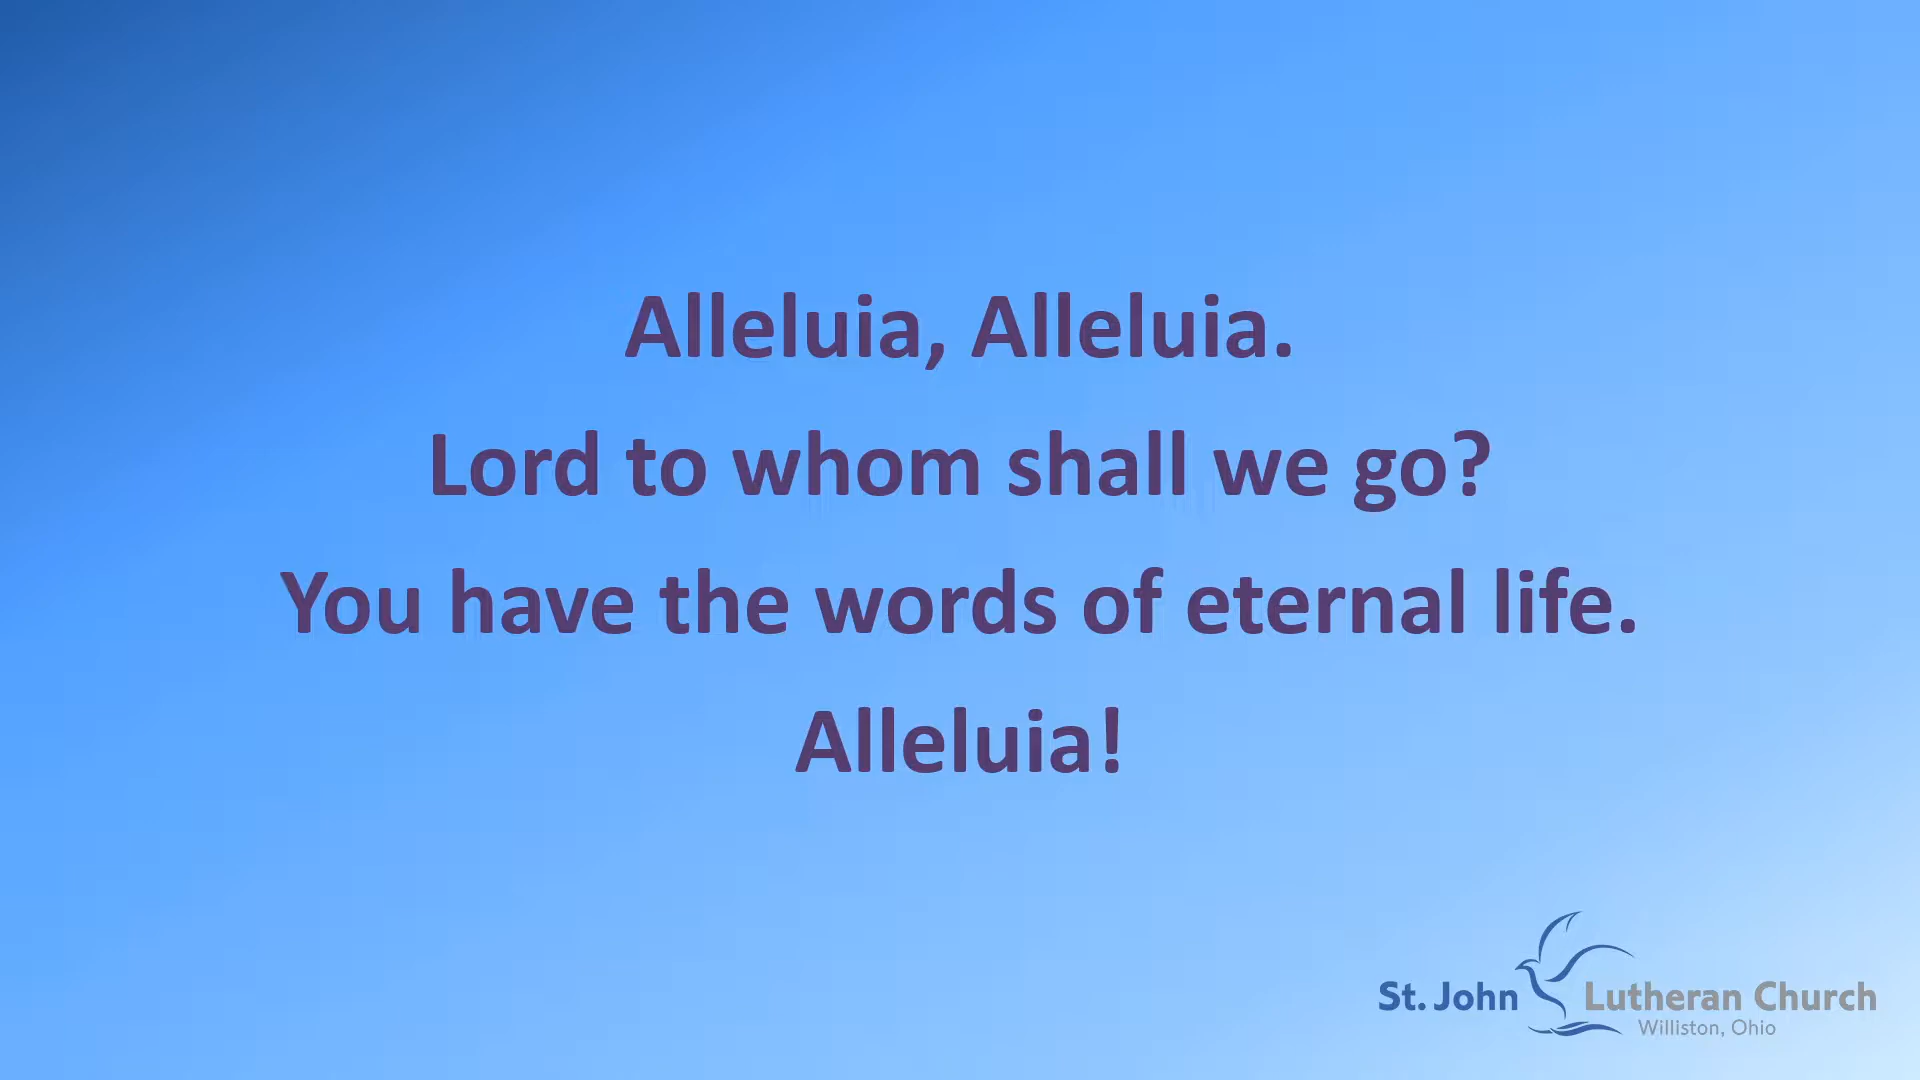 Alleluia, Alleluia.
Lord to whom shall we go?
You have the words of eternal life.
Alleluia!
St. John Lutheran Church
Williston, Ohio